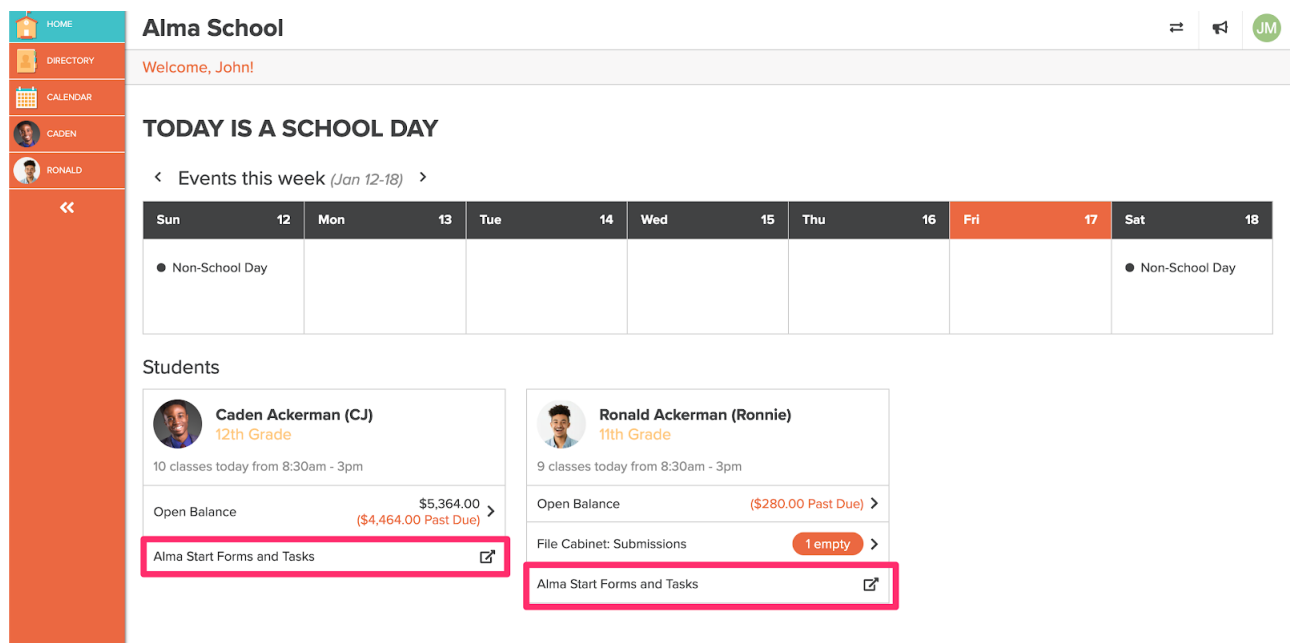 HOME
Alma School
JM
DIRECTORY
Welcome, John!
CALENDAR
CADEN
RONALD
TODAY IS A SCHOOL DAY
Events this week (Jan 12-18)
Sun 12 Mon 13 Tue 14 Wed 15 Thu 16 Fri 17 Sat 18
Non-School Day Non-School Day
Students
Caden Ackerman (CJ)
12th Grade
10 classes today from 8:30am - 3pm
Open Balance $5,364.00
($4,464.00 Past Due)
Alma Start Forms and Tasks
Ronald Ackerman (Ronnie)
11th Grade
9 classes today from 8:30am - 3pm
Open Balance ($280.00 Past Due)
File Cabinet: Submissions 1 empty
Alma Start Forms and Tasks